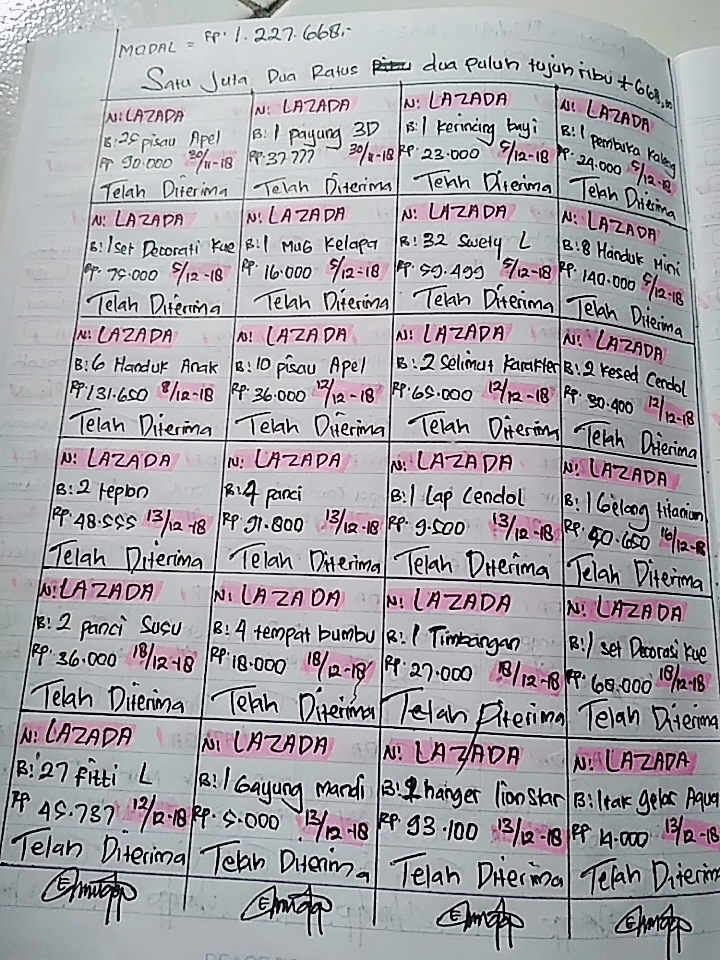 MODAL = Rp. 1.227.668,-
Satu Juta Dua Ratus dua puluh tujuh ribu + 668,00
N: LAZADA
B: 25 pisau Apel
Rp 90.000 30/11-18
Telah Diterima
N: LAZADA
B: 1 payung 3D
Rp. 37.777 30/11-18
Telah Diterima
N: LAZADA
B: 1 kerincing bayi
Rp. 23.000 5/12-18
Telah Diterima
N: LAZADA
B: 1 pembuka kaleng
Rp. 24.000 5/12-18
Telah Diterima
N: LAZADA
B: 1 set Decorati kue
Rp. 75.000 5/12-18
Telah Diterima
N: LAZADA
B: 1 MUG Kelapa
Rp. 16.000 5/12-18
Telah Diterima
N: LAZADA
B: 32 Swety L
Rp. 59.499 5/12-18
Telah Diterima
N: LAZADA
B: 8 Handuk Mini
Rp. 140.000 5/12-18
Telah Diterima
N: LAZADA
B: 6 Handuk Anak
Rp. 131.650 8/12-18
Telah Diterima
N: LAZADA
B: 10 pisau Apel
Rp. 36.000 12/12-18
Telah Diterima
N: LAZADA
B: 2 Selimut Karakter
Rp. 65.000 12/12-18
Telah Diterima
N: LAZADA
B: 2 kesed Cendol
Rp. 30.400 12/12-18
Telah Diterima
N: LAZADA
B: 2 teplon
Rp. 48.555 13/12-18
Telah Diterima
N: LAZADA
B: 4 panci
Rp. 91.800 13/12-18
Telah Diterima
N: LAZADA
B: 1 Lap Cendol
Rp. 9.500 13/12-18
Telah Diterima
N: LAZADA
B: 1 Gelang titanium
Rp. 40.650 16/12-18
Telah Diterima
N: LAZADA
B: 2 panci Susu
Rp. 36.000 18/12-18
Telah Diterima
N: LAZADA
B: 4 tempat bumbu
Rp. 18.000 18/12-18
Telah Diterima
N: LAZADA
B: 1 Timbangan
Rp. 27.000 18/12-18
Telah Diterima
N: LAZADA
B: 1 set Decorasi kue
Rp. 18/12-18
Telah Diterima
N: LAZADA
B: 27 fitti L
Rp 45.737 12/12-18
Telah Diterima
N: LAZADA
B: 1 Gayung mandi
Rp. 5.000 13/12-18
Telah Diterima
N: LAZADA
B: 2 hanger lionstar
Rp. 93.100 13/12-18
Telah Diterima
N: LAZADA
B: 1 rak gelas Aqua
Rp 14.000 13/12-18
Telah Diterima